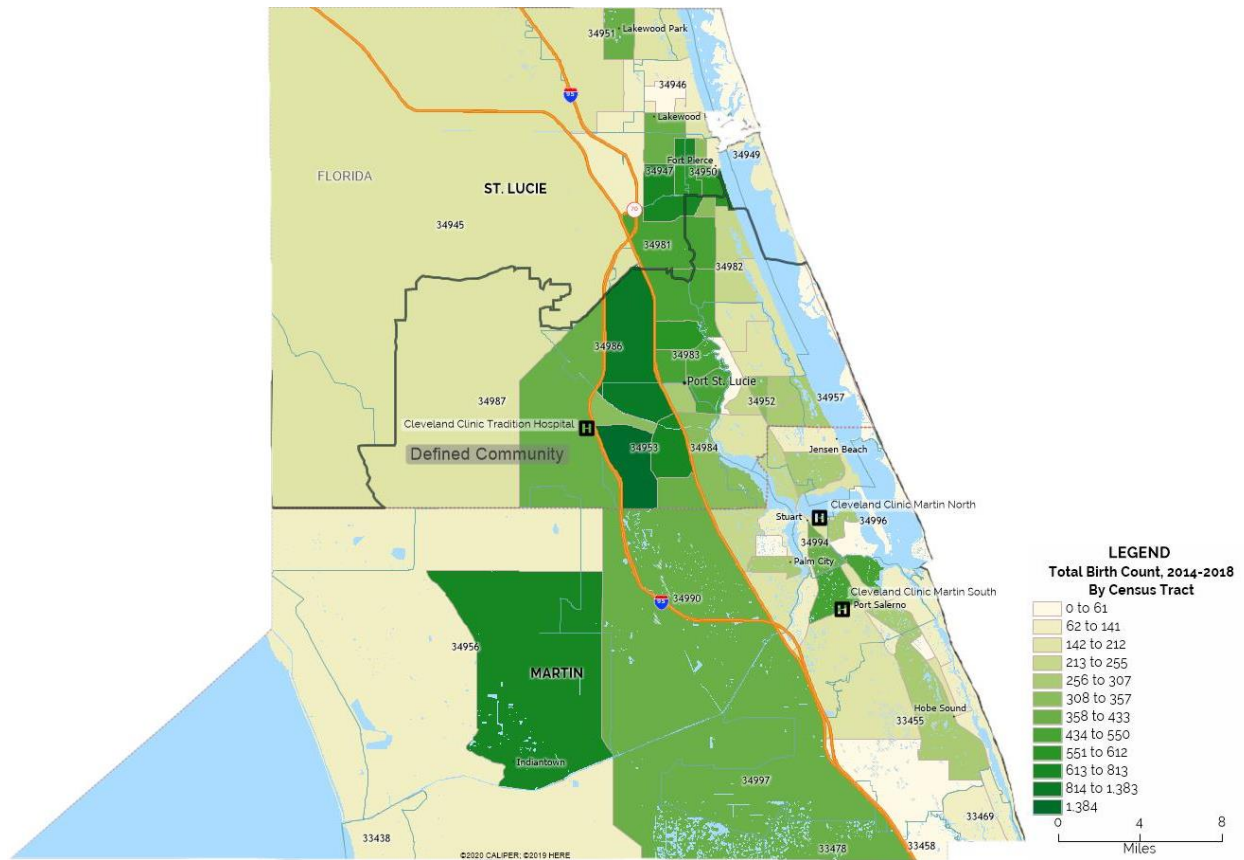 34951
Lakewood Park
95
34946
Lakewood
34949
Fort Pierce
FLORIDA
34947
34950
ST. LUCIE
70
34945
34981
34982
34986
34983
Port St. Lucie
34987
34952
34957
Cleveland Clinic Tradition Hospital
H
34953
34984
Jensen Beach
Defined Community
Cleveland Clinic Martin North
H
Stuart
34996
34994
Palm City
Cleveland Clinic Martin South
34990
95
H
Port Salerno
34956
MARTIN
33455
Hobe Sound
Indiantown
34997
33469
33438
33478
33458
©2020 CALIPER; ©2019 HERE
LEGEND
Total Birth Count, 2014-2018
By Census Tract
0 to 61
62 to 141
142 to 212
213 to 255
256 to 307
308 to 357
358 to 433
434 to 550
551 to 612
613 to 813
814 to 1,383
1,384
0 4 8
Miles